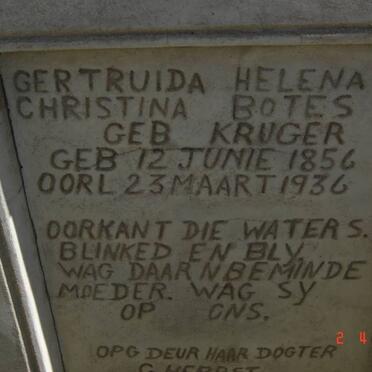 GERTRUIDA HELENA
CHRISTINA BOTES
GEB KRUGER
GEB 12 JUNIE 1856
OORL 23 MAART 1936
OORKANT DIE WATERS.
BLINKED EN BLY,
WAG DAAR N BEMINDE
MOEDER. WAG SY
OP ONS.
OPG DEUR HAAR DOGTER
G
2 4